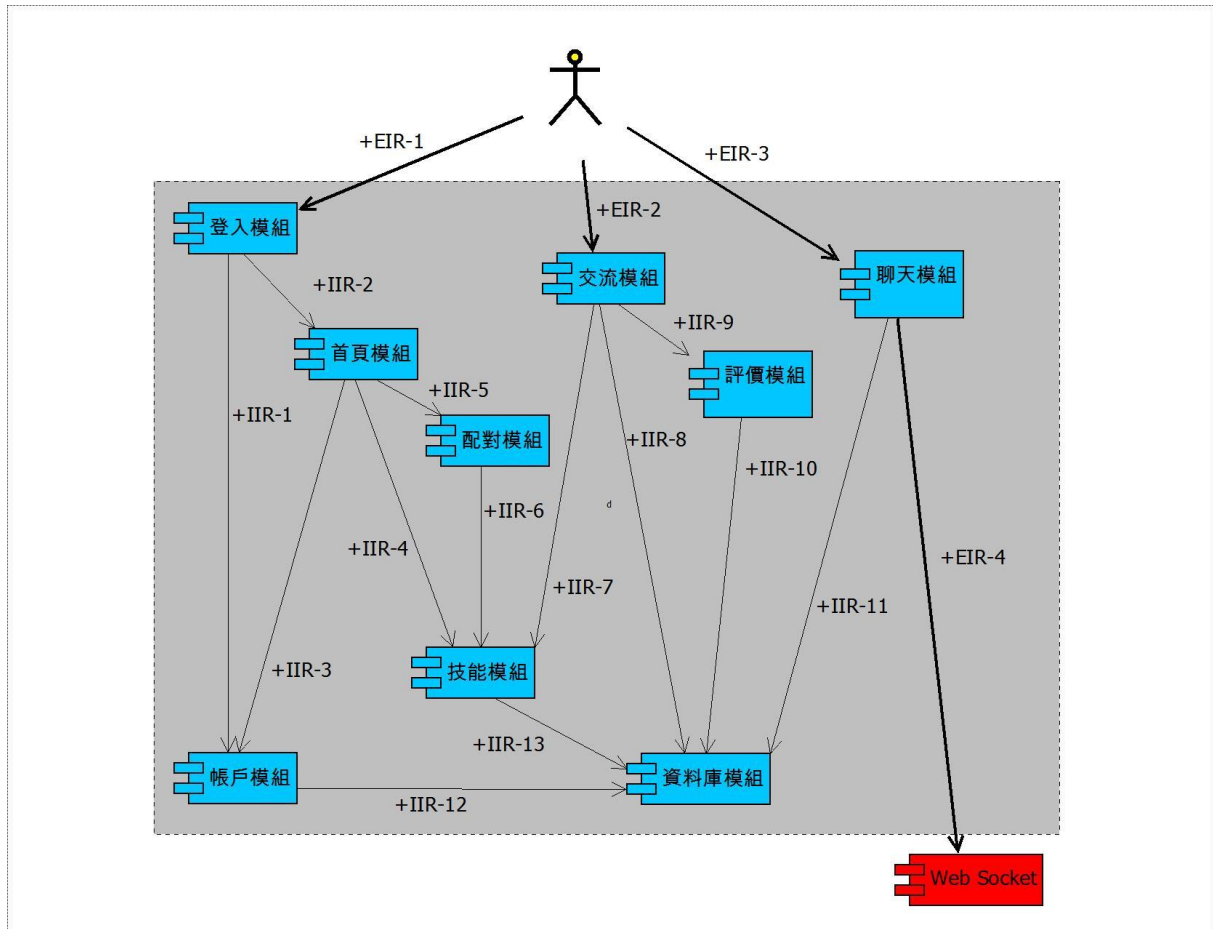 +EIR-1
+EIR-3
+EIR-2
登入模組
交流模組
聊天模組
+IIR-2
+IIR-9
首頁模組
評價模組
+IIR-5
+IIR-1
配對模組
+IIR-8
+IIR-10
+IIR-6
d
+IIR-4
+EIR-4
+IIR-7
+IIR-11
+IIR-3
技能模組
+IIR-13
帳戶模組
資料庫模組
+IIR-12
Web Socket